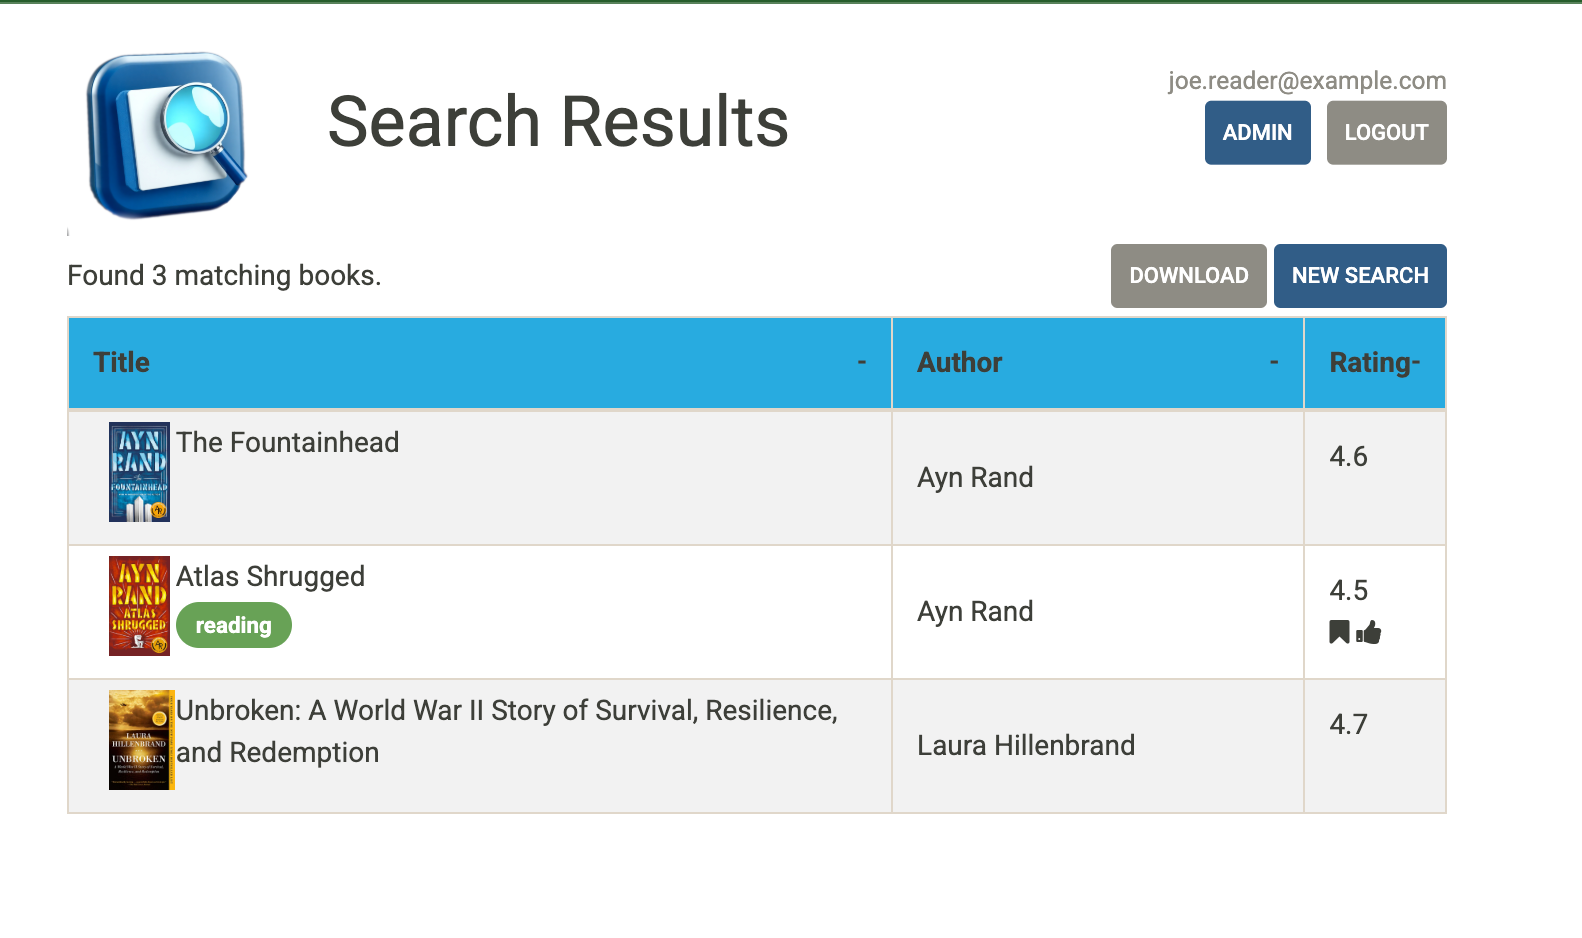 Search Results
joe.reader@example.com
ADMIN LOGOUT
Found 3 matching books.
DOWNLOAD NEW SEARCH
Title - Author - Rating-
AYN
RAND
The
FOUNTAINHEAD
The Fountainhead
Ayn Rand
4.6
AYN
RAND
ATLAS
SHRUGGED
Atlas Shrugged
reading
Ayn Rand
4.5
LAURA
HILLENBRAND
UNBROKEN
Unbroken: A World War II Story of Survival, Resilience,
and Redemption
Laura Hillenbrand
4.7